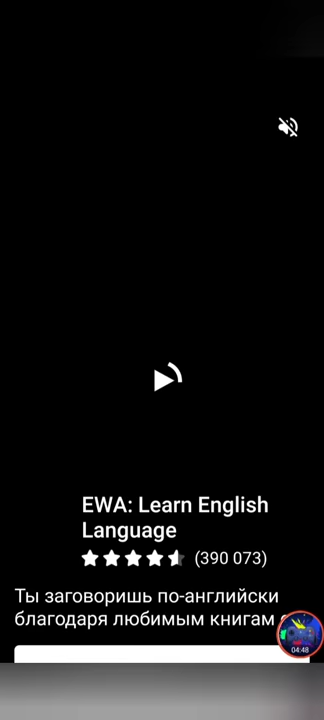 EWA: Learn English
Language
(390 073)
Ты заговоришь по-английски
благодаря любимым книгам
04:48